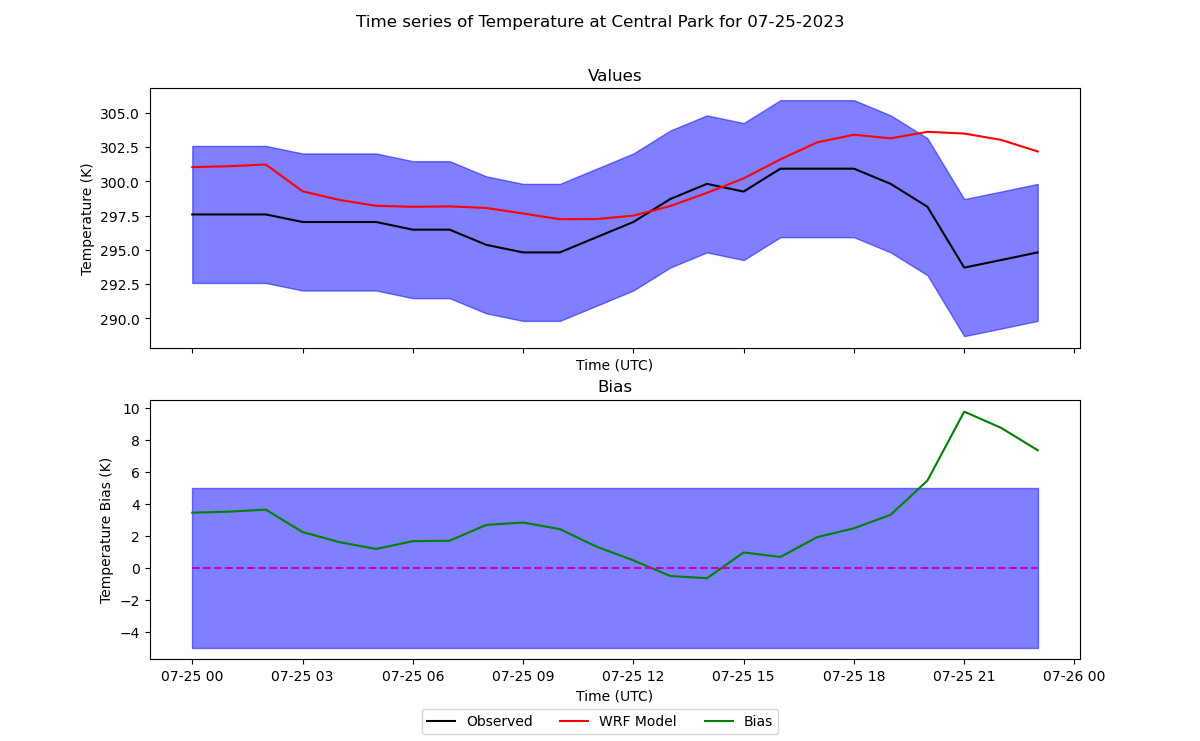 Time series of Temperature at Central Park for 07-25-2023
Values
Temperature (K)
305.0
302.5
300.0
297.5
295.0
292.5
290.0
Time (UTC)
Bias
Temperature Bias (K)
10
8
6
4
2
0
−2
−4
07-25 00 07-25 03 07-25 06 07-25 09 07-25 12 07-25 15 07-25 18 07-25 21 07-26 00
Time (UTC)
Observed WRF Model Bias